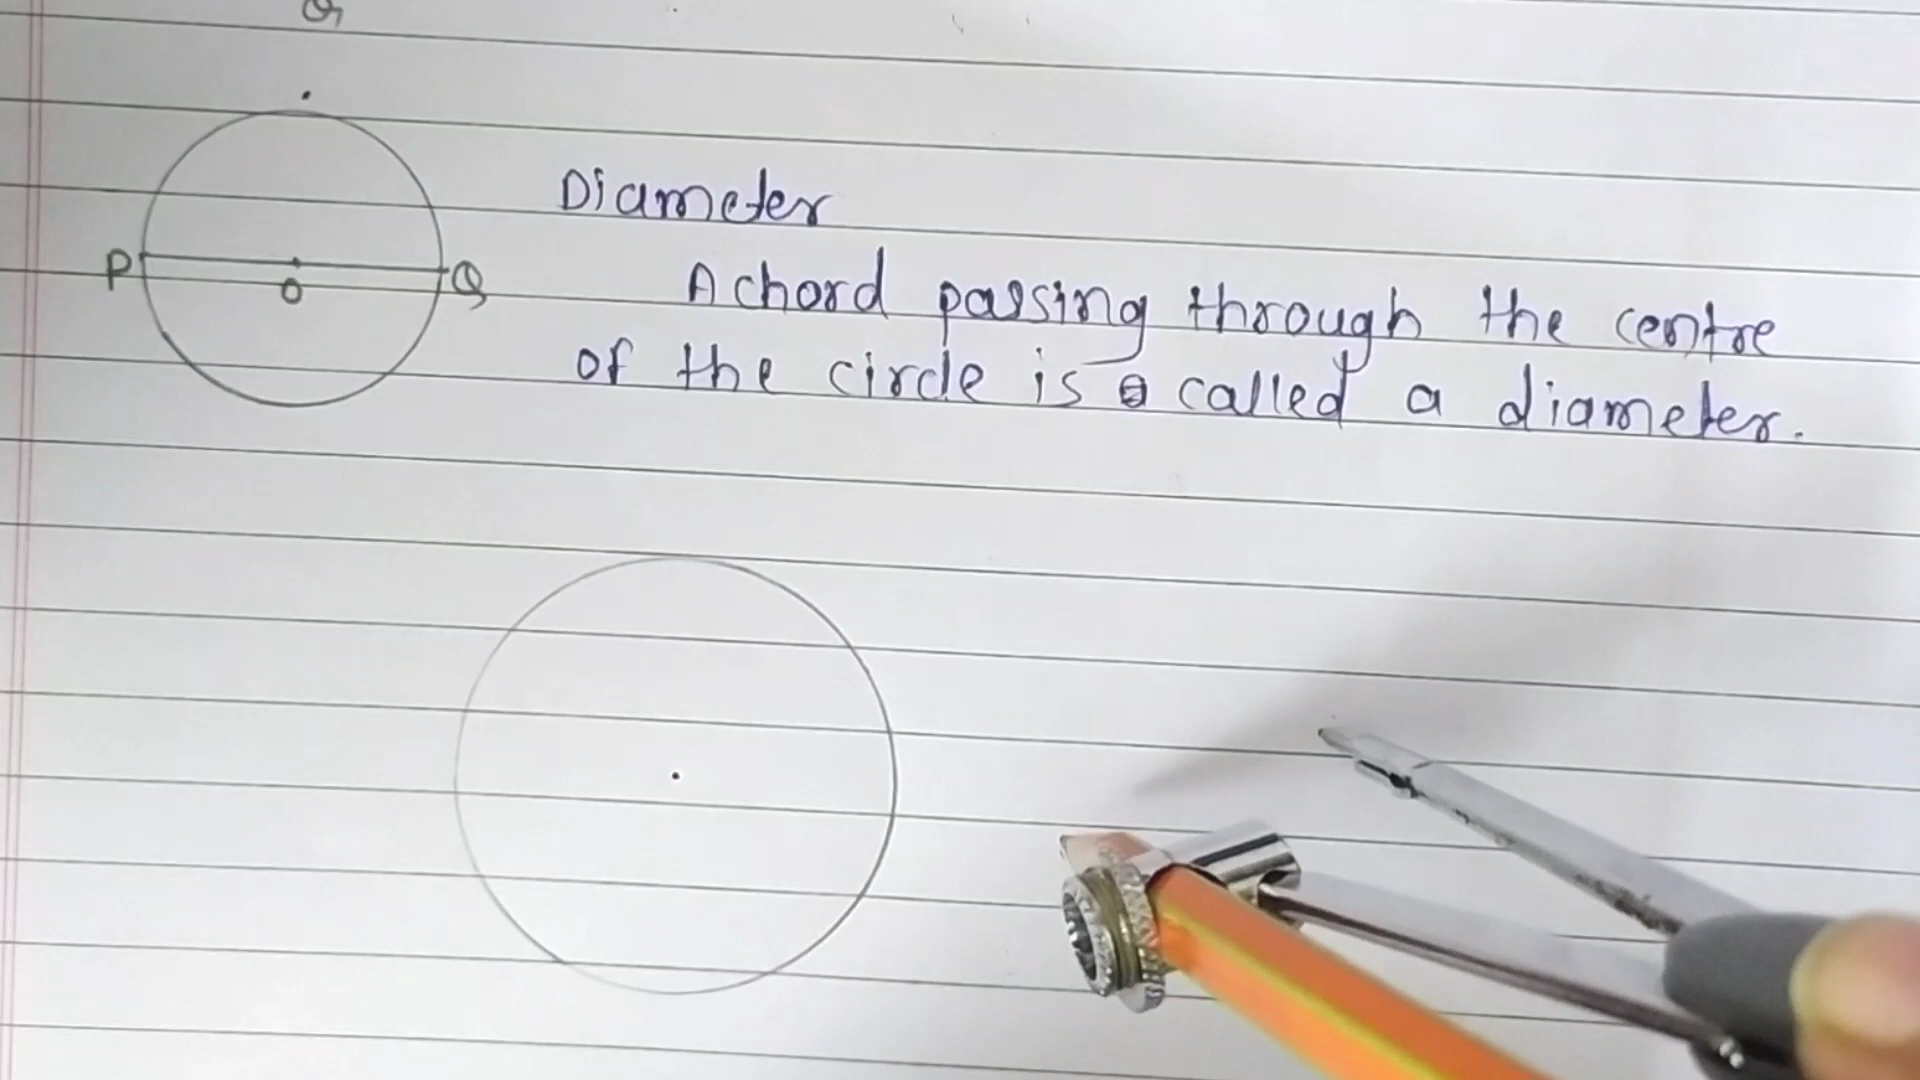 Diameter
P
O
Q
A chord passing through the centre
of the circle is called a diameter.